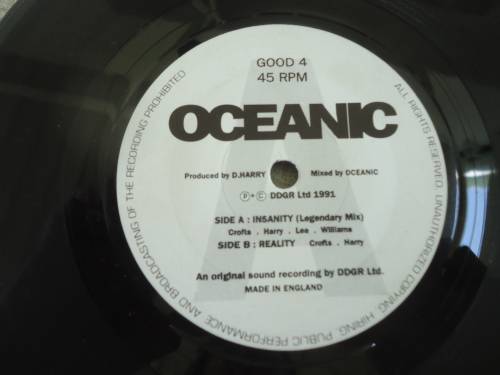 GOOD 4
45 RPM
OCEANIC
Produced by D.HARRY
Mixed by OCEANIC
P + C DDGR Ltd 1991
SIDE A : INSANITY (Legendary Mix)
Crofts . Harry . Lee . Williams
SIDE B : REALITY Crofts . Harry
An original sound recording by DDGR Ltd.
MADE IN ENGLAND
A
ALL RIGHTS RESERVED. UNAUTHORIZED COPYING, HIRING, PUBLIC PERFORMANCE AND BROADCASTING OF THE RECORDING PROHIBITED